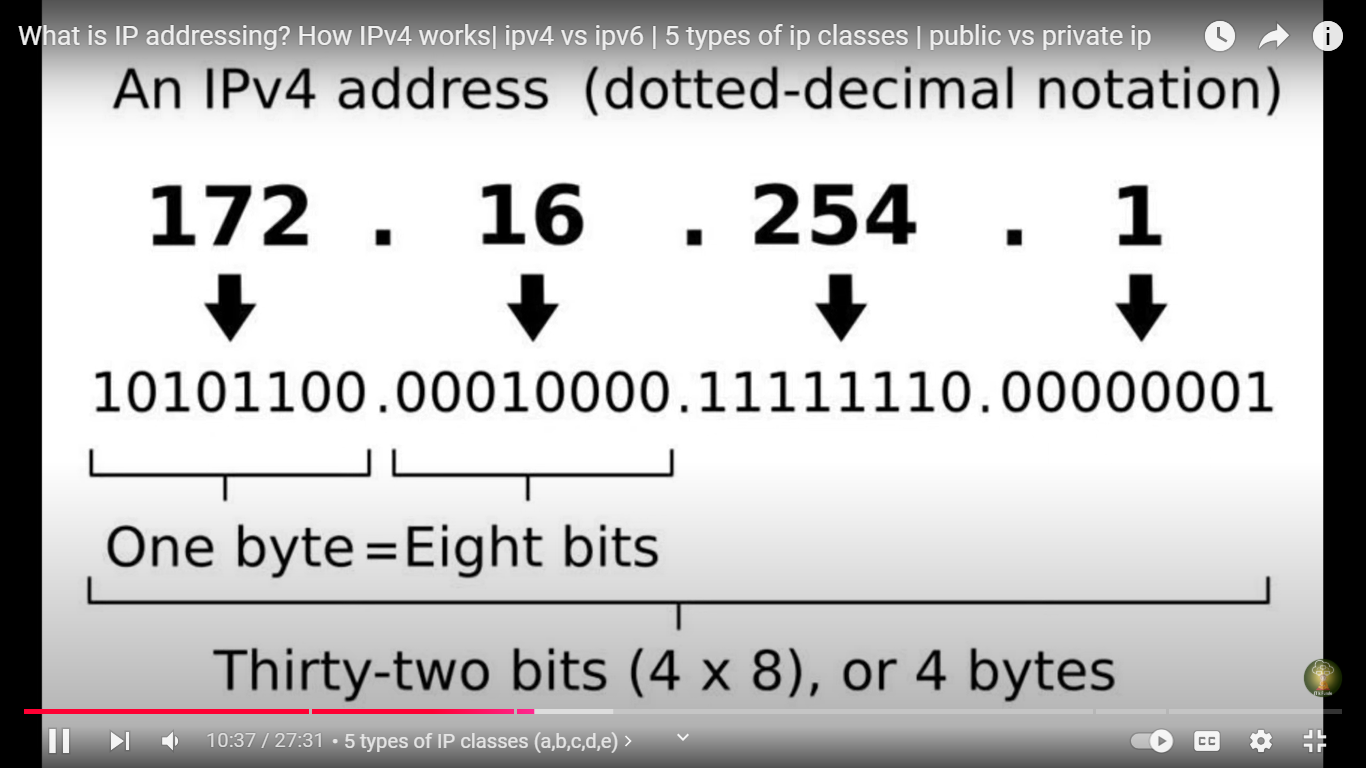 What is IP addressing? How IPv4 works| ipv4 vs ipv6 | 5 types of ip classes | public vs private ip
An IPv4 address (dotted-decimal notation)
172 . 16 . 254 . 1
10101100.00010000.11111110.00000001
One byte=Eight bits
Thirty-two bits (4 x 8), or 4 bytes
10:37 / 27:31 • 5 types of IP classes (a,b,c,d,e) >
CC